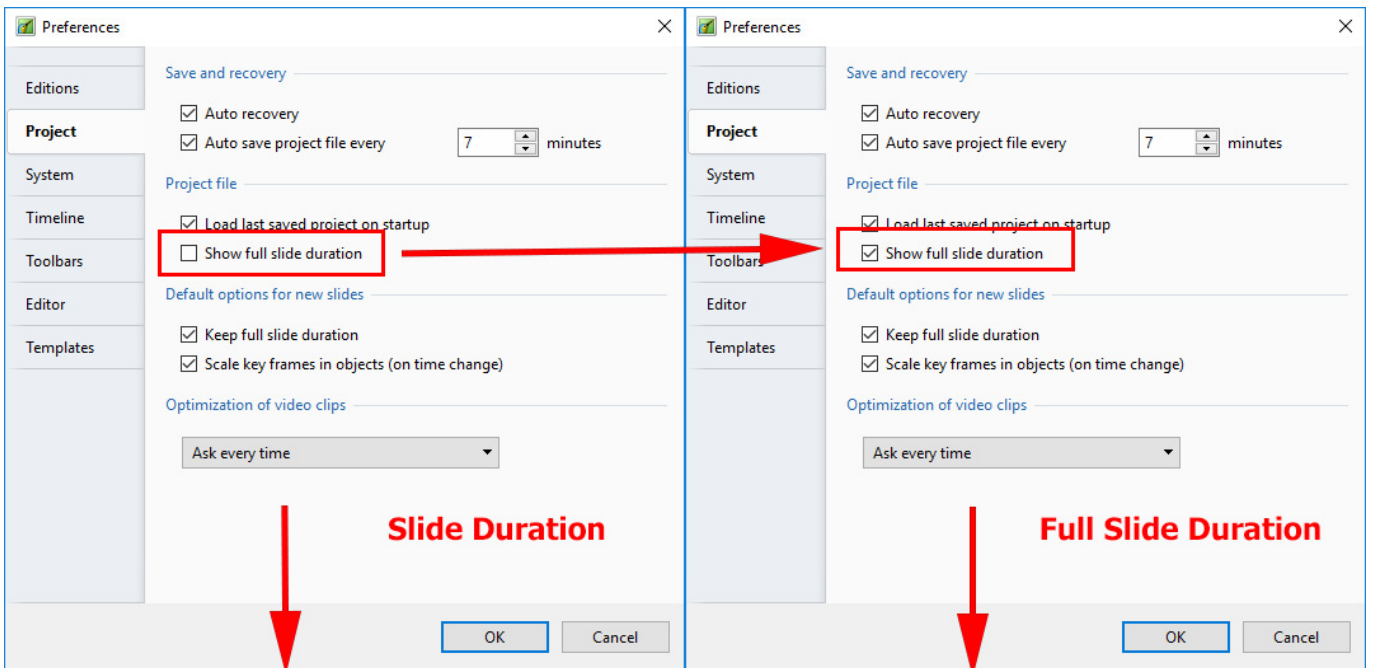 Preferences
Editions
Project
System
Timeline
Toolbars
Editor
Templates
Save and recovery
Auto recovery
Auto save project file every 7 minutes
Project file
Load last saved project on startup
Show full slide duration
Default options for new slides
Keep full slide duration
Scale key frames in objects (on time change)
Optimization of video clips
Ask every time
Slide Duration
OK Cancel
Preferences
Editions
Project
System
Timeline
Toolbars
Editor
Templates
Save and recovery
Auto recovery
Auto save project file every 7 minutes
Project file
Load last saved project on startup
Show full slide duration
Default options for new slides
Keep full slide duration
Scale key frames in objects (on time change)
Optimization of video clips
Ask every time
Full Slide Duration
OK Cancel